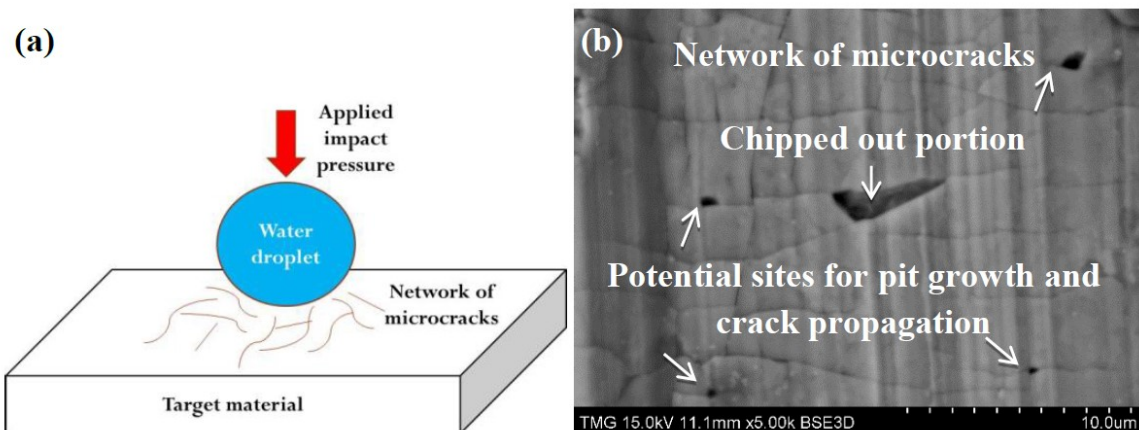 (a)
Applied
impact
pressure
Water
droplet
Network of
microcracks
Target material
(b)
Network of microcracks
Chipped out portion
Potential sites for pit growth and
crack propagation
TMG 15.0kV 11.1mm x5.00k BSE3D
10.0um